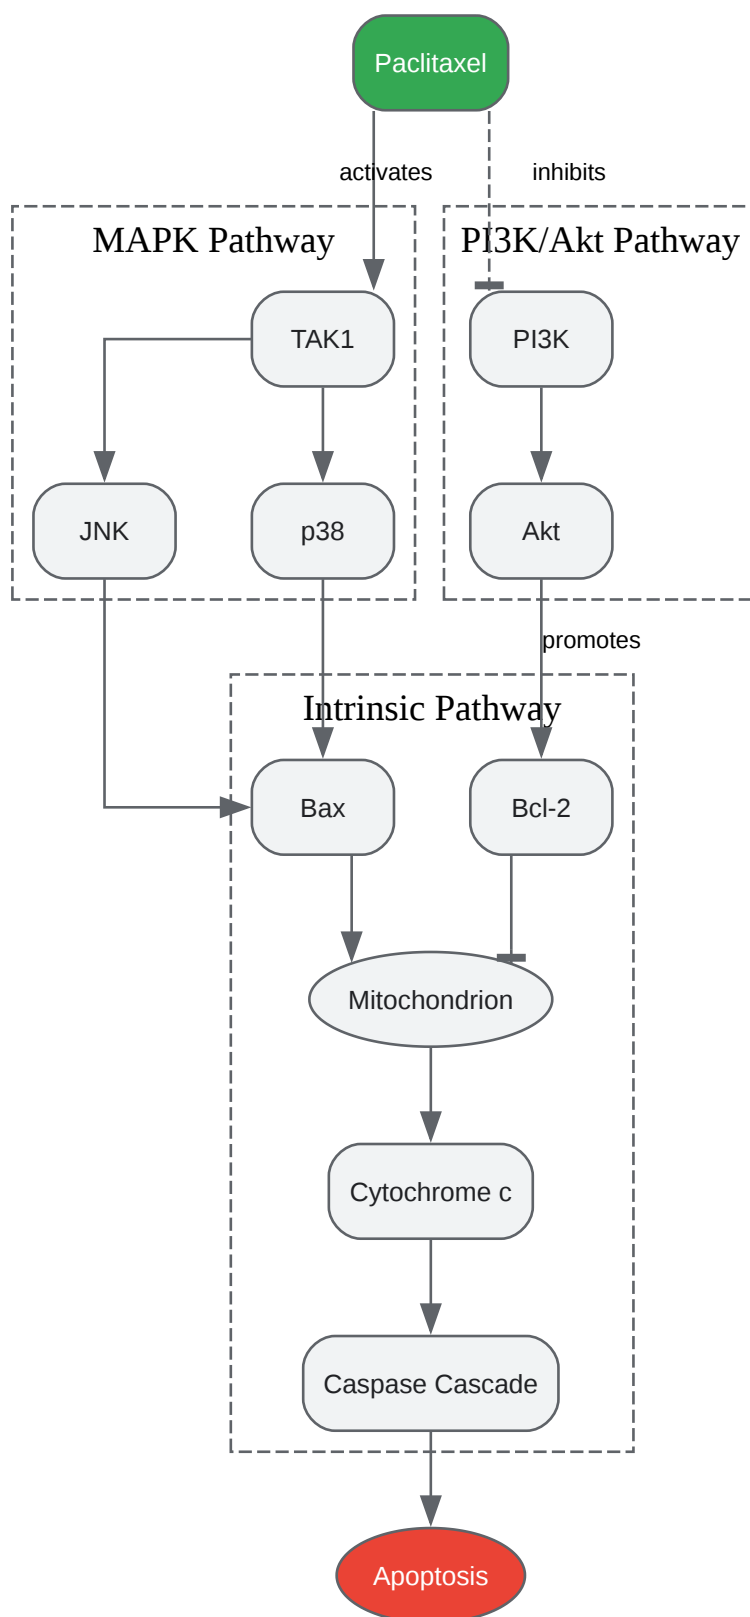 Paclitaxel
activates
inhibits
MAPK Pathway
PI3K/Akt Pathway
TAK1
PI3K
JNK
p38
Akt
promotes
Intrinsic Pathway
Bax
Bcl-2
Mitochondrion
Cytochrome c
Caspase Cascade
Apoptosis